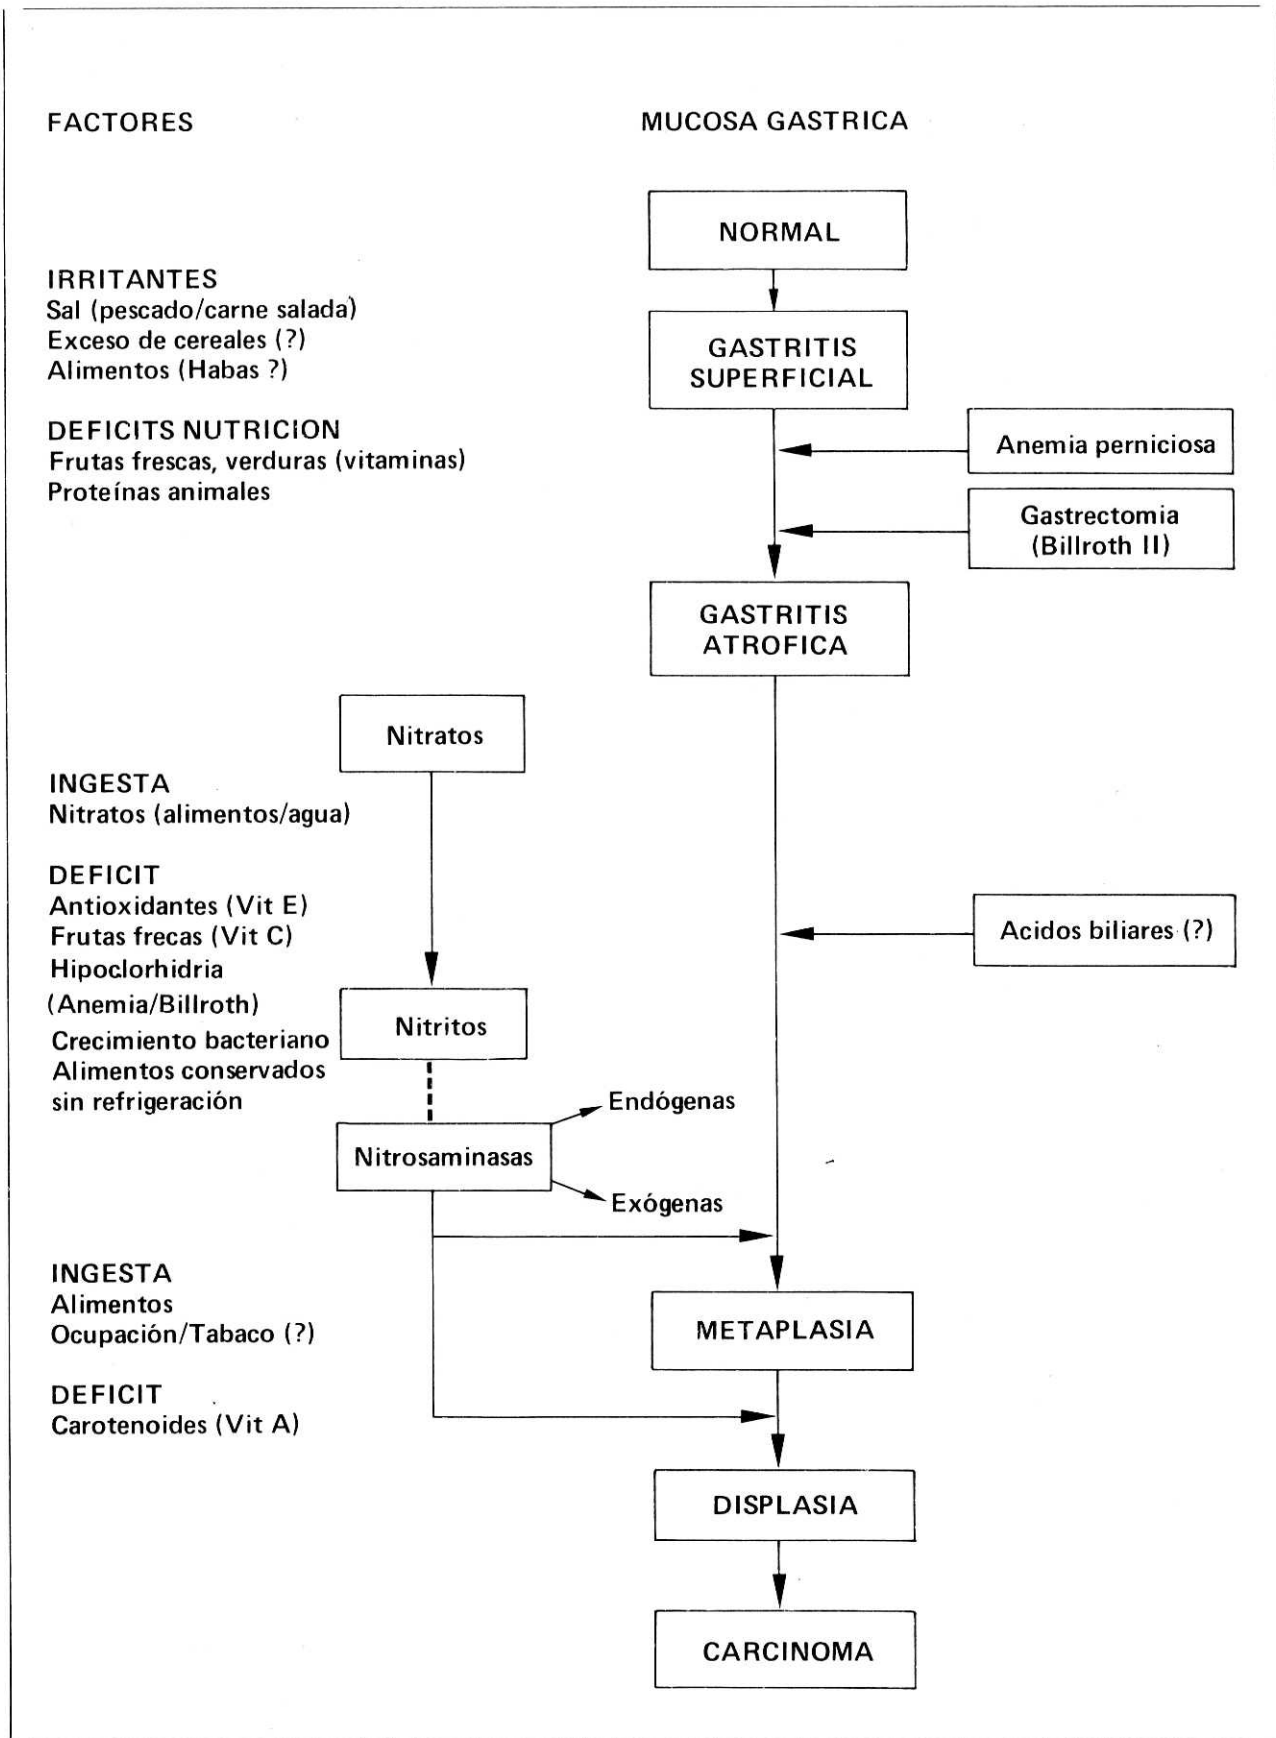 FACTORES
MUCOSA GASTRICA
NORMAL
IRRITANTES
Sal (pescado/carne salada)
Exceso de cereales (?)
Alimentos (Habas ?)
GASTRITIS
SUPERFICIAL
DEFICITS NUTRICION
Frutas frescas, verduras (vitaminas)
Proteínas animales
Anemia perniciosa
Gastrectomia
(Billroth II)
GASTRITIS
ATROFICA
Nitratos
INGESTA
Nitratos (alimentos/agua)
DEFICIT
Antioxidantes (Vit E)
Frutas frecas (Vit C)
Hipoclorhidria
(Anemia/Billroth)
Crecimiento bacteriano
Alimentos conservados
sin refrigeración
Acidos biliares (?)
Nitritos
Nitrosaminasas
Endógenas
Exógenas
INGESTA
Alimentos
Ocupación/Tabaco (?)
METAPLASIA
DEFICIT
Carotenoides (Vit A)
DISPLASIA
CARCINOMA